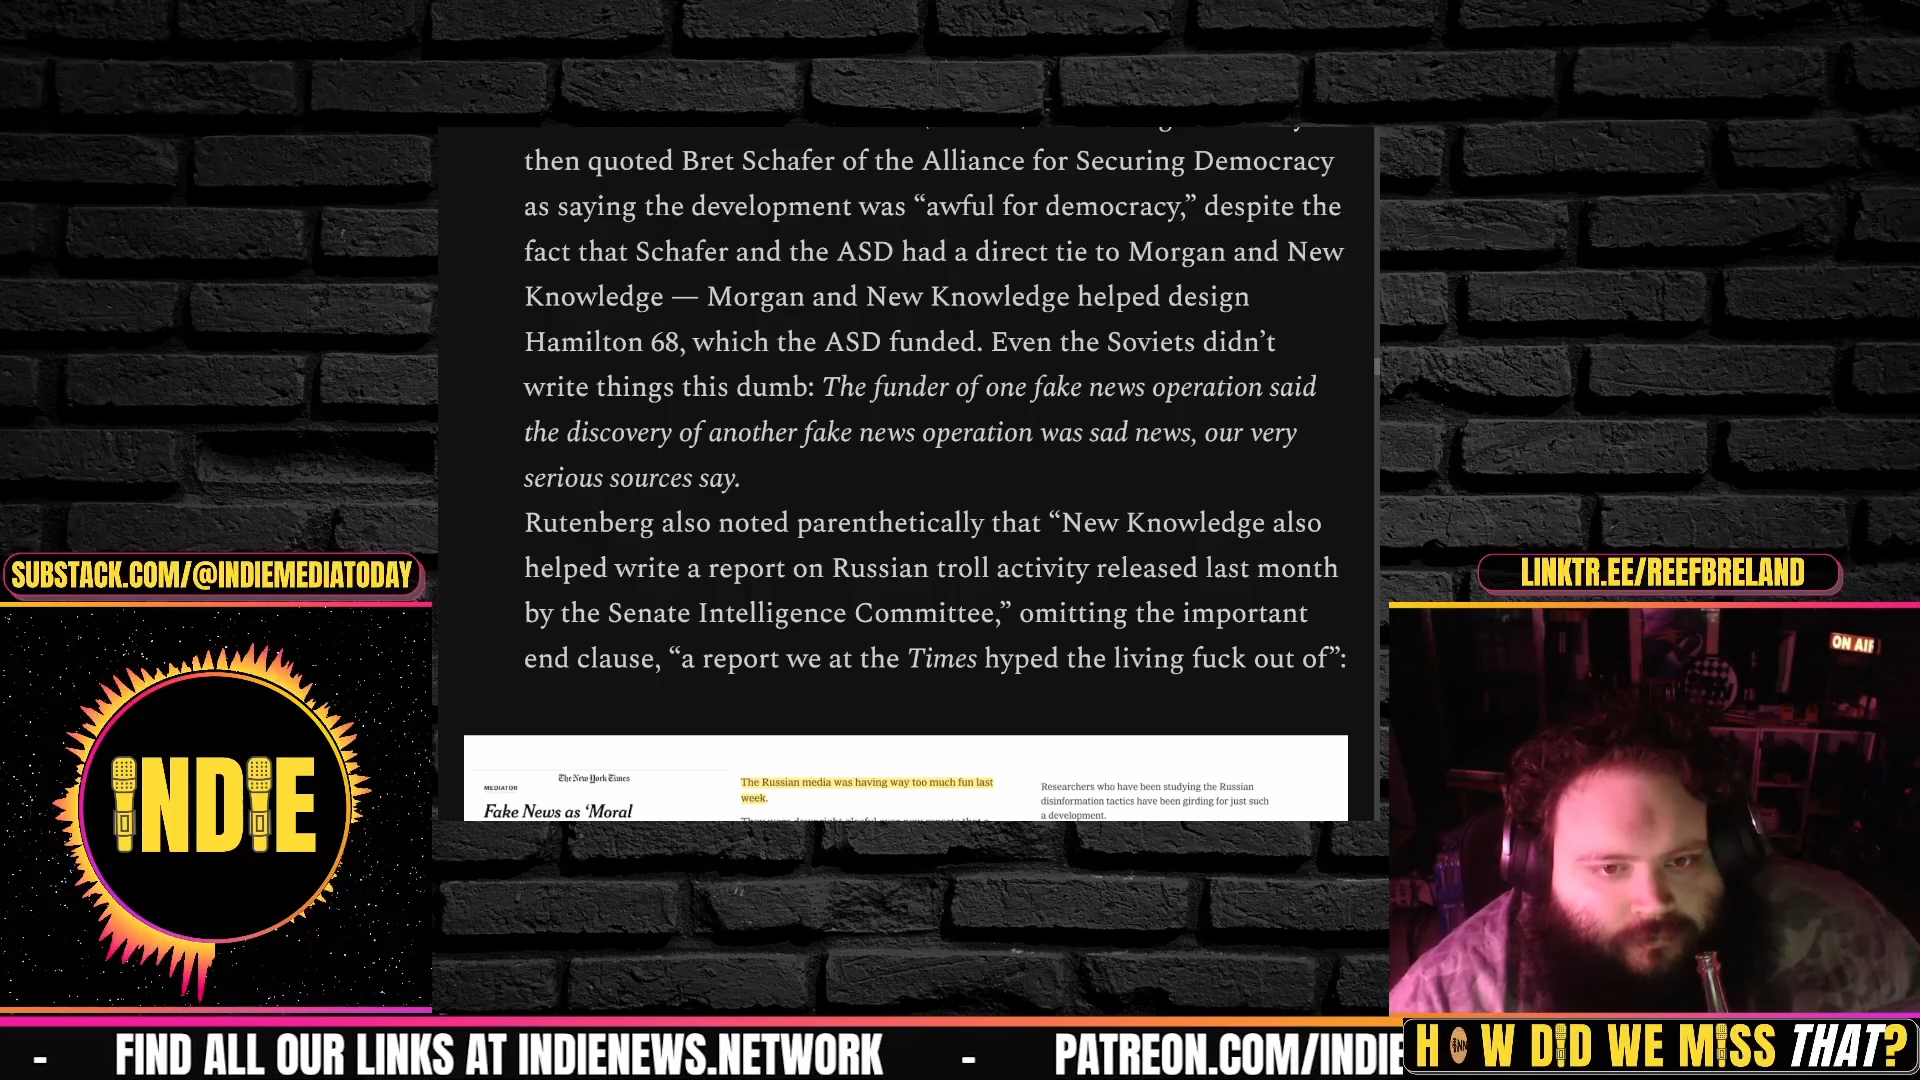 then quoted Bret Schafer of the Alliance for Securing Democracy
as saying the development was “awful for democracy,” despite the
fact that Schafer and the ASD had a direct tie to Morgan and New
Knowledge — Morgan and New Knowledge helped design
Hamilton 68, which the ASD funded. Even the Soviets didn’t
write things this dumb: The funder of one fake news operation said
the discovery of another fake news operation was sad news, our very
serious sources say.
Rutenberg also noted parenthetically that “New Knowledge also
helped write a report on Russian troll activity released last month
by the Senate Intelligence Committee,” omitting the important
end clause, “a report we at the Times hyped the living fuck out of”:
The New York Times
MEDIATOR
Fake News as ‘Moral
The Russian media was having way too much fun last
week.
Researchers who have been studying the Russian
disinformation tactics have been girding for just such
a development.
SUBSTACK.COM/@INDIEMEDIATODAY
INDIE
LINKTR.EE/REEFBRELAND
ON AIR
- FIND ALL OUR LINKS AT INDIENEWS.NETWORK - PATREON.COM/INDIE
HOW DID WE MISS THAT?